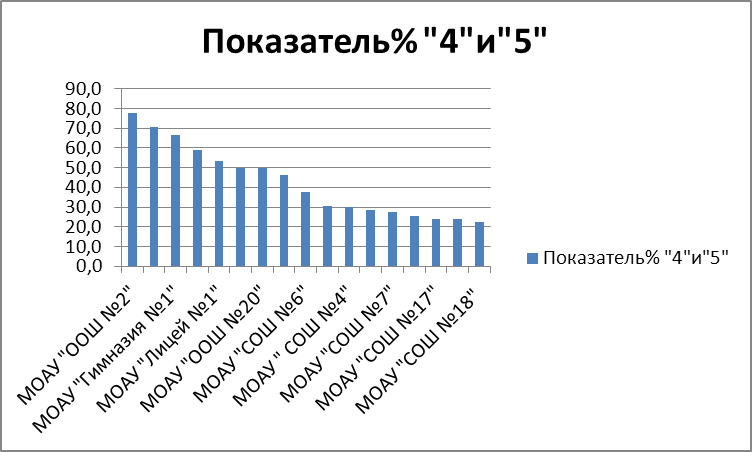 Показатель% "4"и"5"
90,0
80,0
70,0
60,0
50,0
40,0
30,0
20,0
10,0
0,0
МОАУ "ООШ №2"
МОАУ "Гимназия №1"
МОАУ "Лицей №1"
МОАУ "ООШ №20"
МОАУ "СОШ №6"
МОАУ " СОШ №4"
МОАУ "СОШ №7"
МОАУ "СОШ №17"
МОАУ "СОШ №18"
Показатель% "4"и"5"